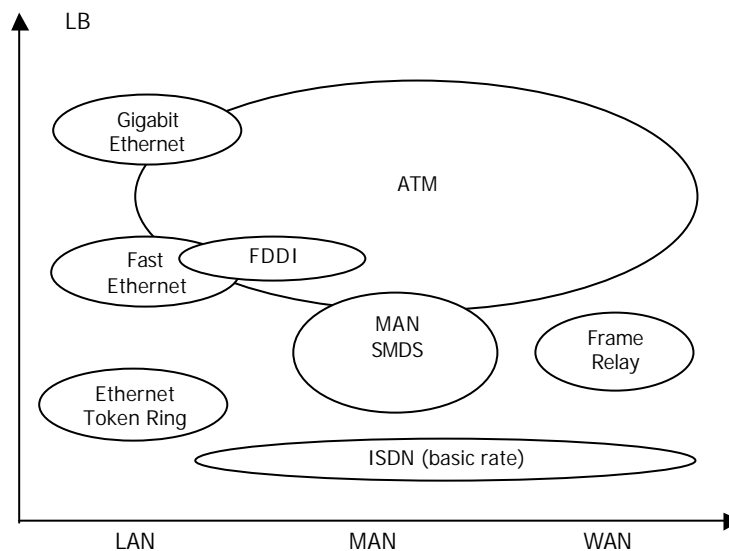 LB
Gigabit
Ethernet
ATM
Fast
Ethernet
FDDI
MAN
SMDS
Frame
Relay
Ethernet
Token Ring
ISDN (basic rate)
LAN
MAN
WAN